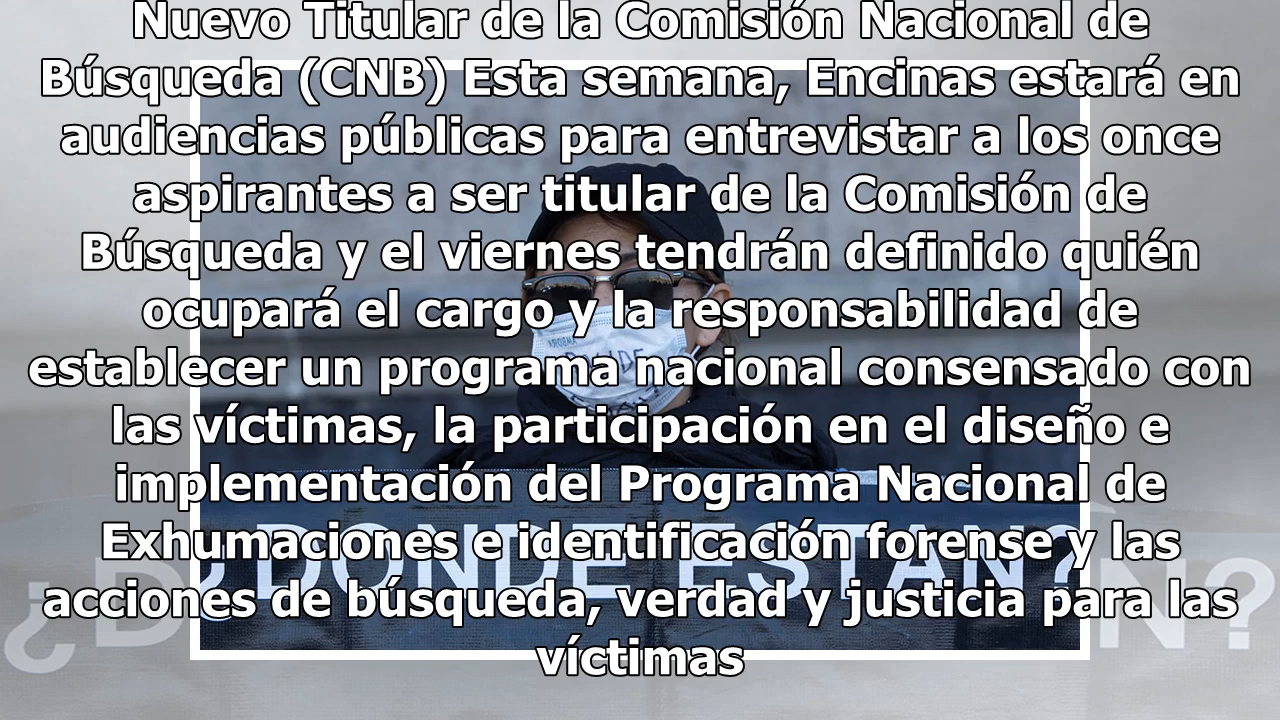 Nuevo Titular de la Comisión Nacional de
Búsqueda (CNB) Esta semana, Encinas estará en
audiencias públicas para entrevistar a los once
aspirantes a ser titular de la Comisión de
Búsqueda y el viernes tendrán definido quién
ocupará el cargo y la responsabilidad de
establecer un programa nacional consensado con
las víctimas, la participación en el diseño e
implementación del Programa Nacional de
Exhumaciones e identificación forense y las
acciones de búsqueda, verdad y justicia para las
víctimas
¿DONDE ESTAN?